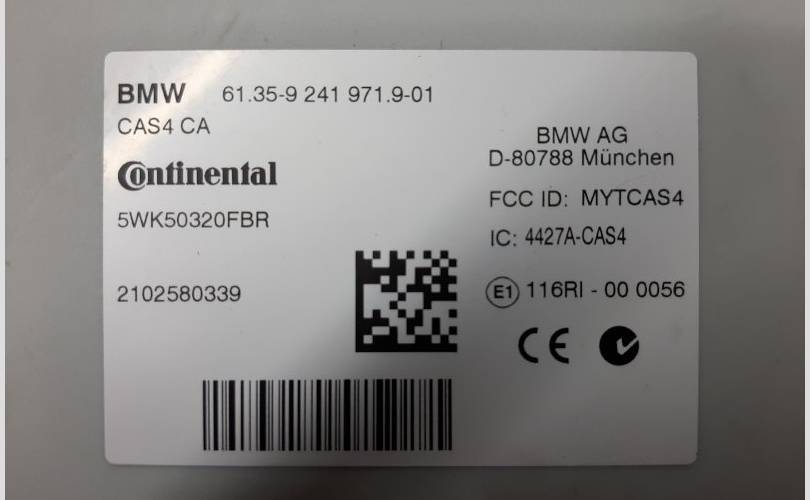 BMW 61.35-9 241 971.9-01
CAS4 CA
Continental
5WK50320FBR
2102580339
BMW AG
D-80788 München
FCC ID: MYTCAS4
IC: 4427A-CAS4
E1 116RI - 00 0056
CE